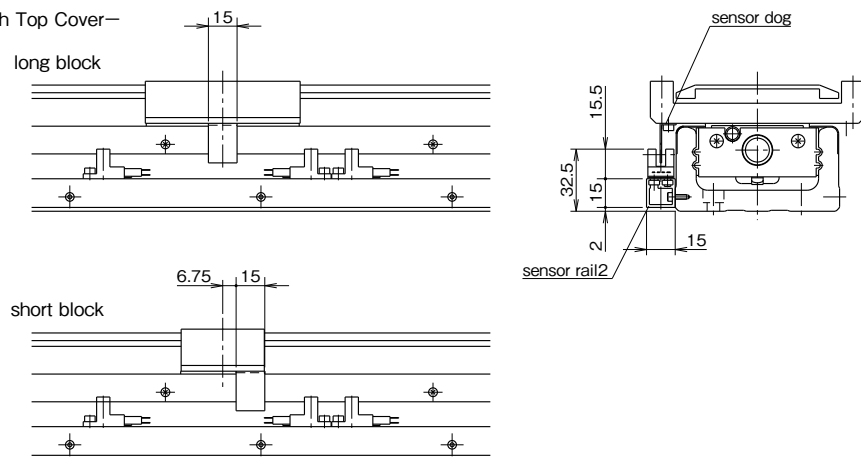 h Top Cover−
long block
15
sensor dog
15.5
32.5
15
2
15
sensor rail2
6.75
15
short block